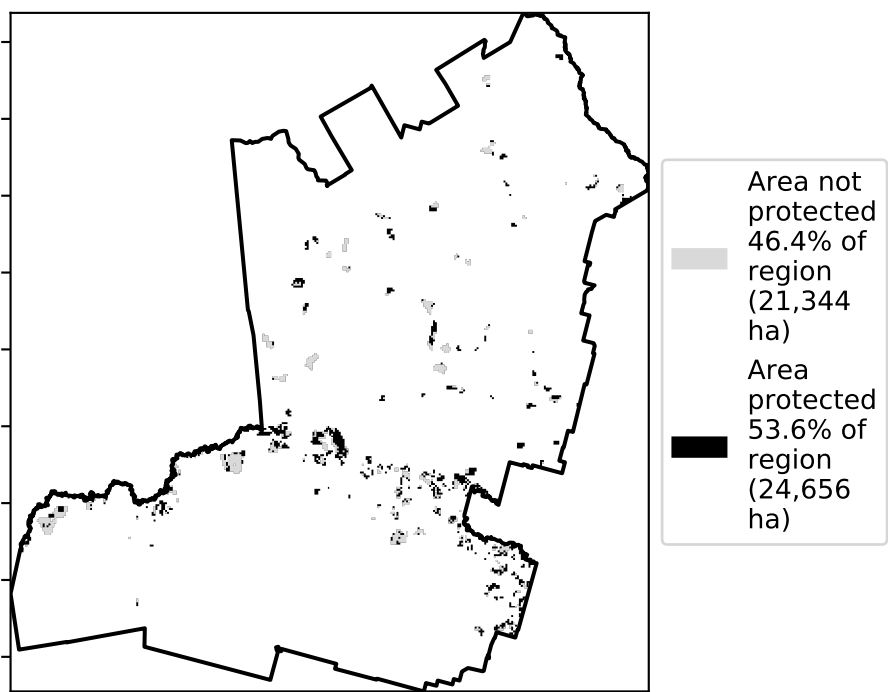 Area not
protected
46.4% of
region
(21,344
ha)
Area
protected
53.6% of
region
(24,656
ha)